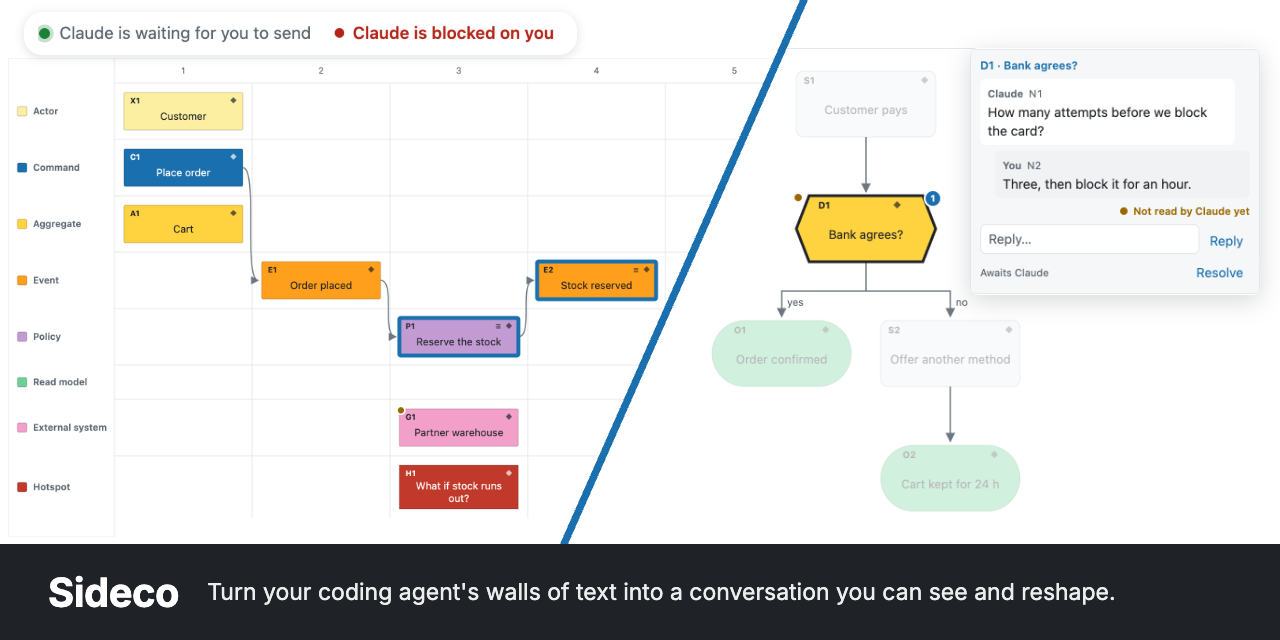 Claude is waiting for you to send
Claude is blocked on you
1 2 3 4 5
Actor
X1
Customer
Command
C1
Place order
Aggregate
A1
Cart
Event
E1
Order placed
E2
Stock reserved
Policy
P1
Reserve the stock
Read model
External system
G1
Partner warehouse
Hotspot
H1
What if stock runs
out?
S1
Customer pays
D1
1
Bank agrees?
yes
no
O1
Order confirmed
S2
Offer another method
O2
Cart kept for 24 h
D1 · Bank agrees?
Claude N1
How many attempts before we block
the card?
You N2
Three, then block it for an hour.
Not read by Claude yet
Reply...
Reply
Awaits Claude
Resolve
Sideco
Turn your coding agent's walls of text into a conversation you can see and reshape.